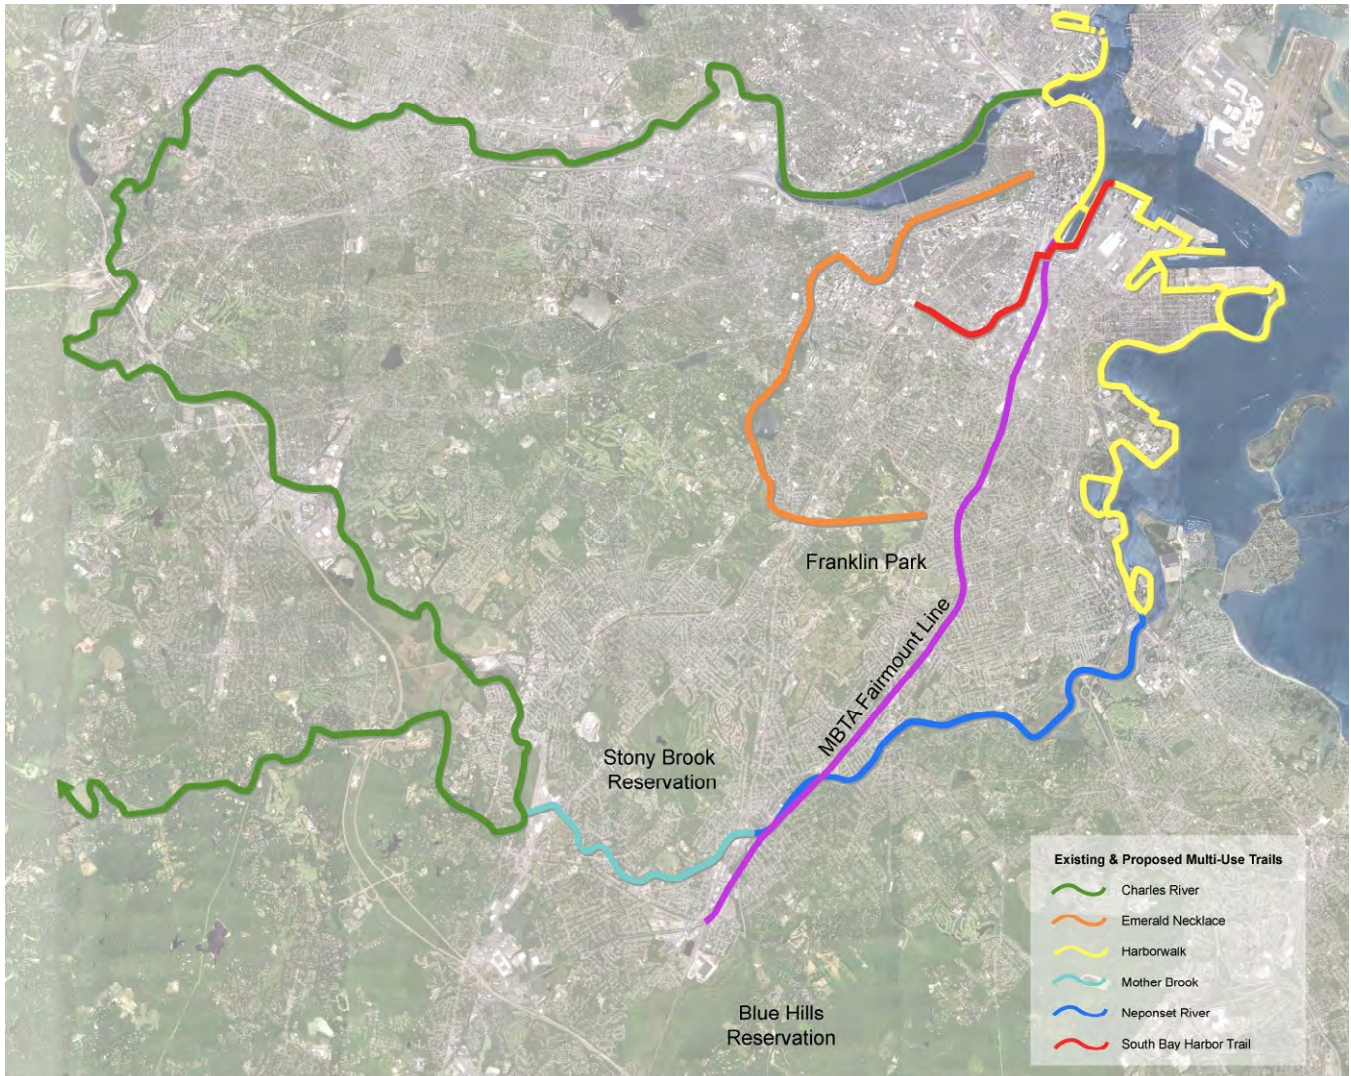 Franklin Park
MBTA Fairmount Line
Stony Brook
Reservation
Blue Hills
Reservation
Existing & Proposed Multi-Use Trails
Charles River
Emerald Necklace
Harborwalk
Mother Brook
Neponset River
South Bay Harbor Trail